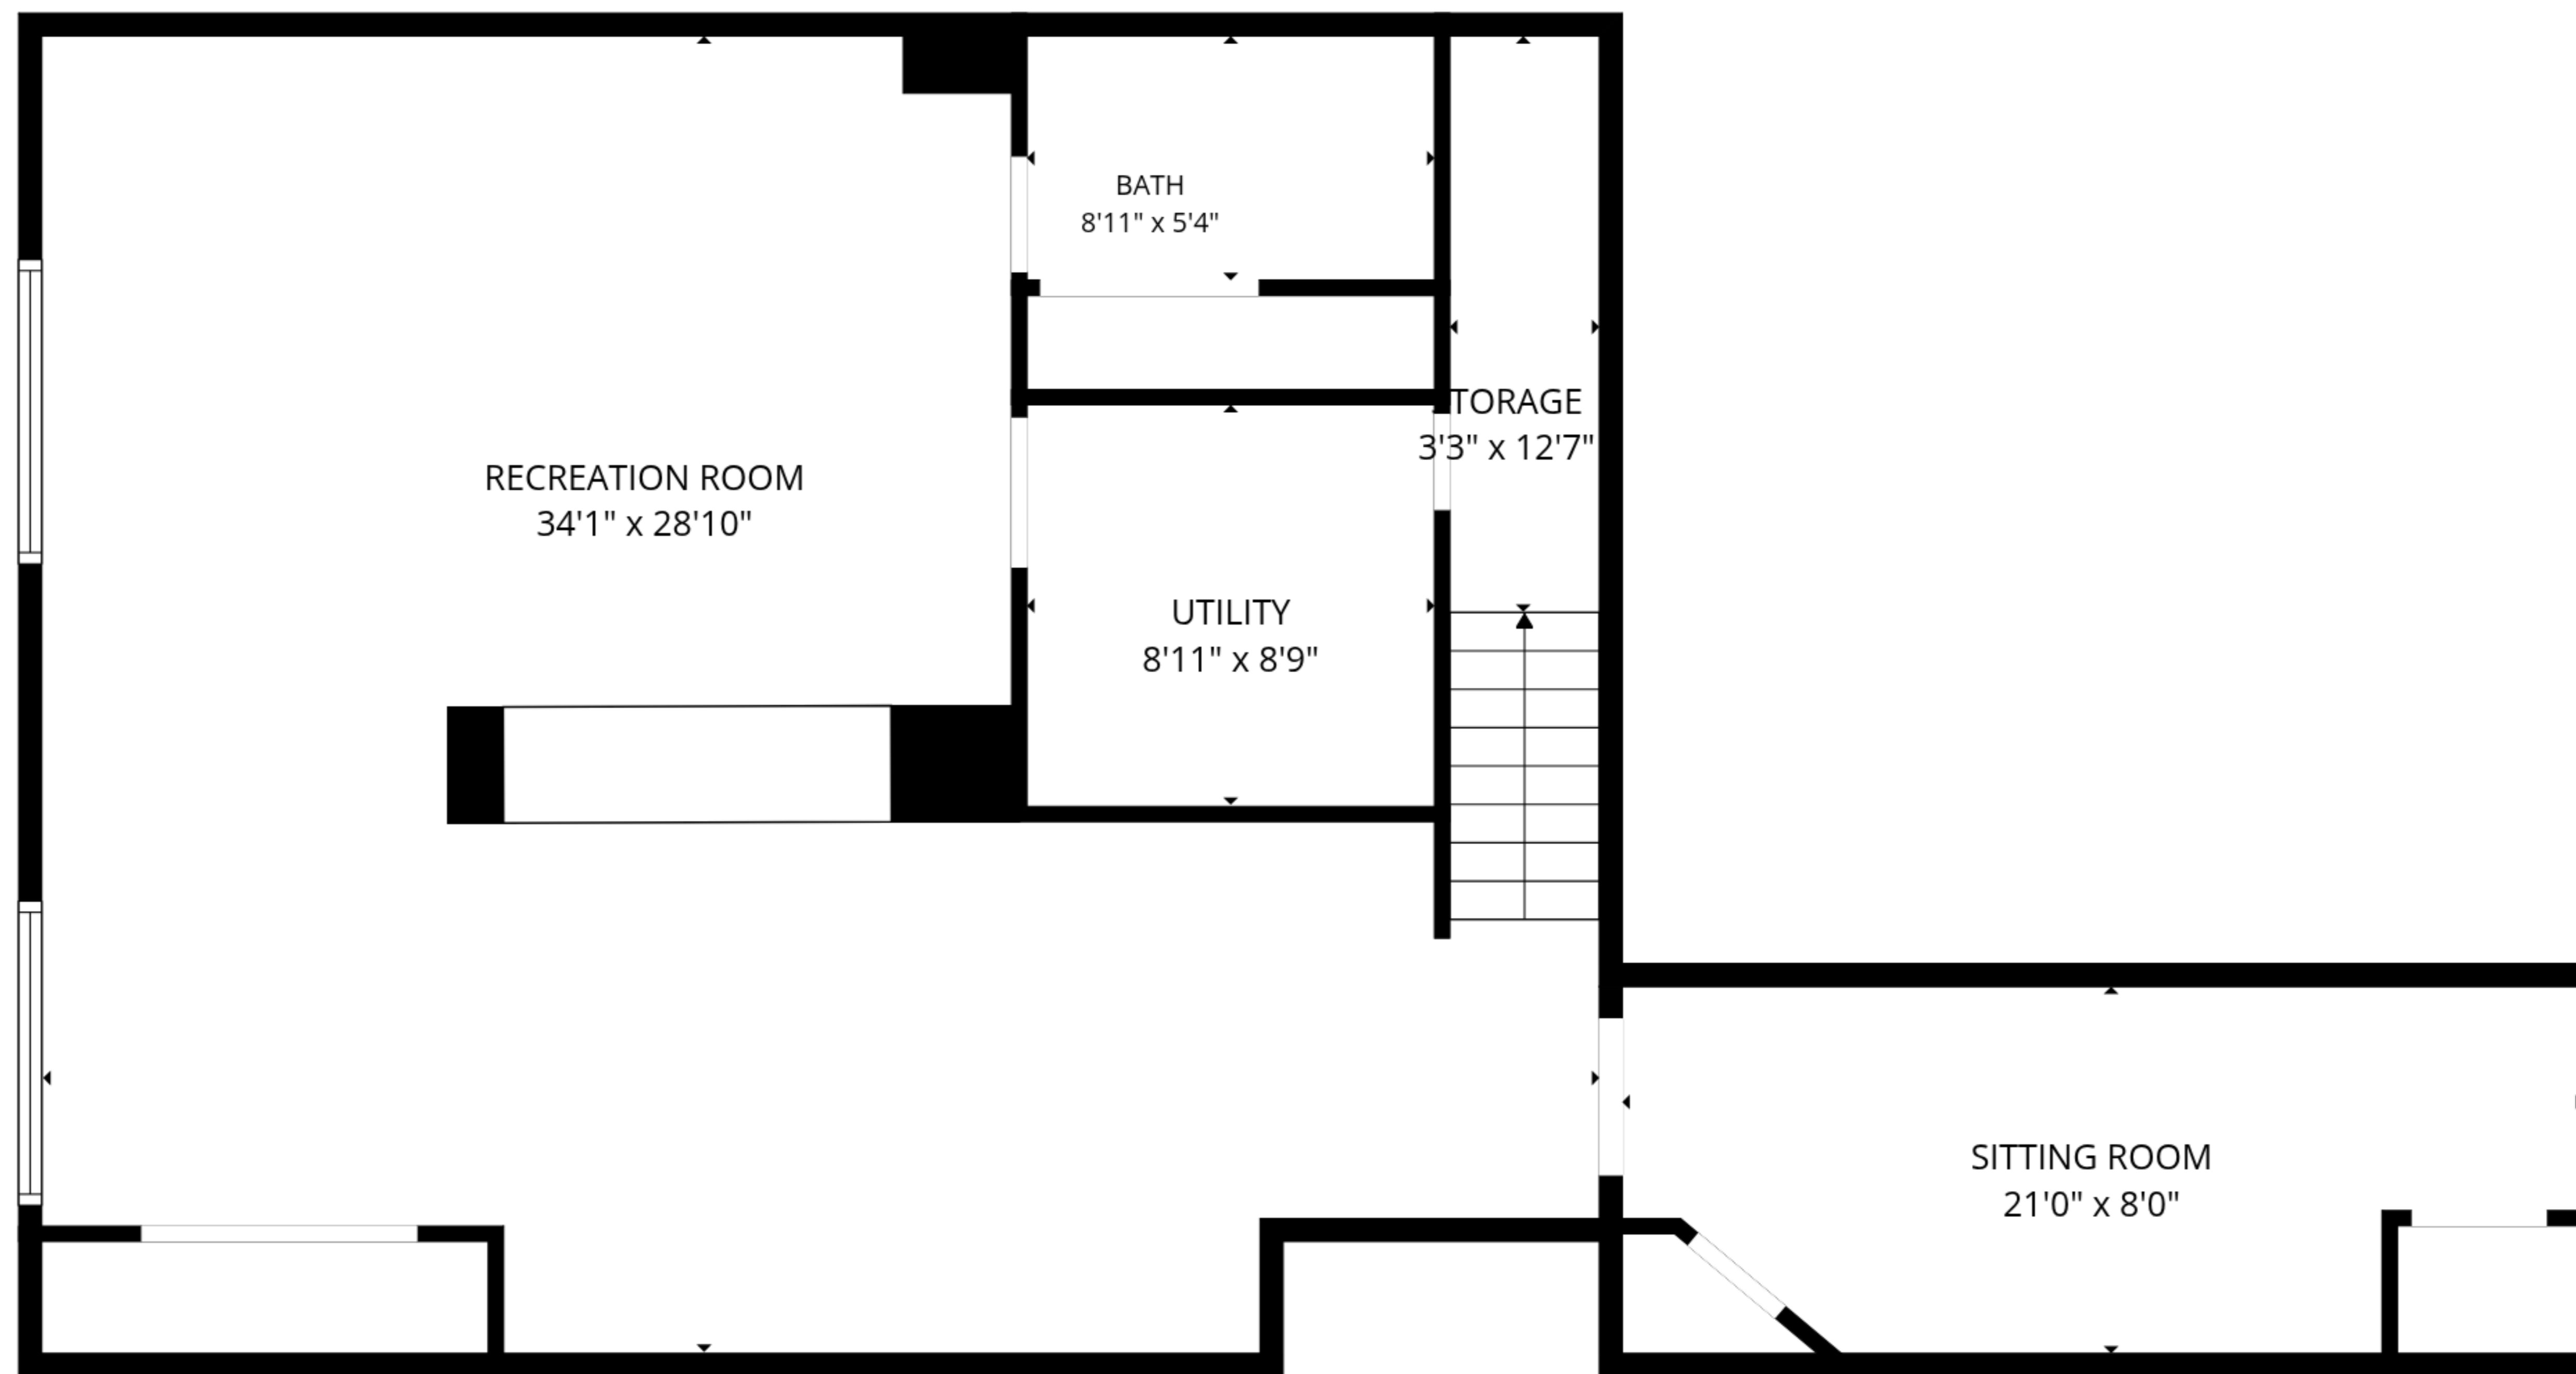 BATH
8'11" x 5'4"
TORAGE
3'3" x 12'7"
RECREATION ROOM
34'1" x 28'10"
UTILITY
8'11" x 8'9"
SITTING ROOM
21'0" x 8'0"